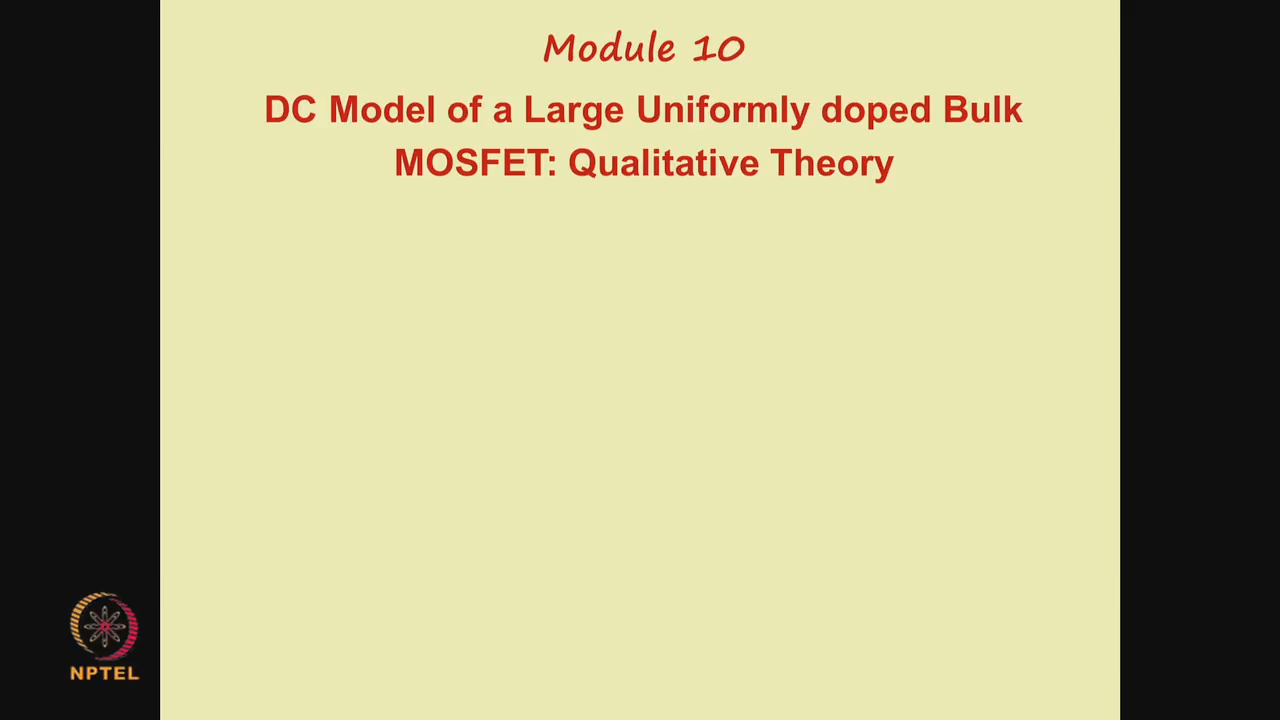 Module 10
DC Model of a Large Uniformly doped Bulk
MOSFET: Qualitative Theory
NPTEL